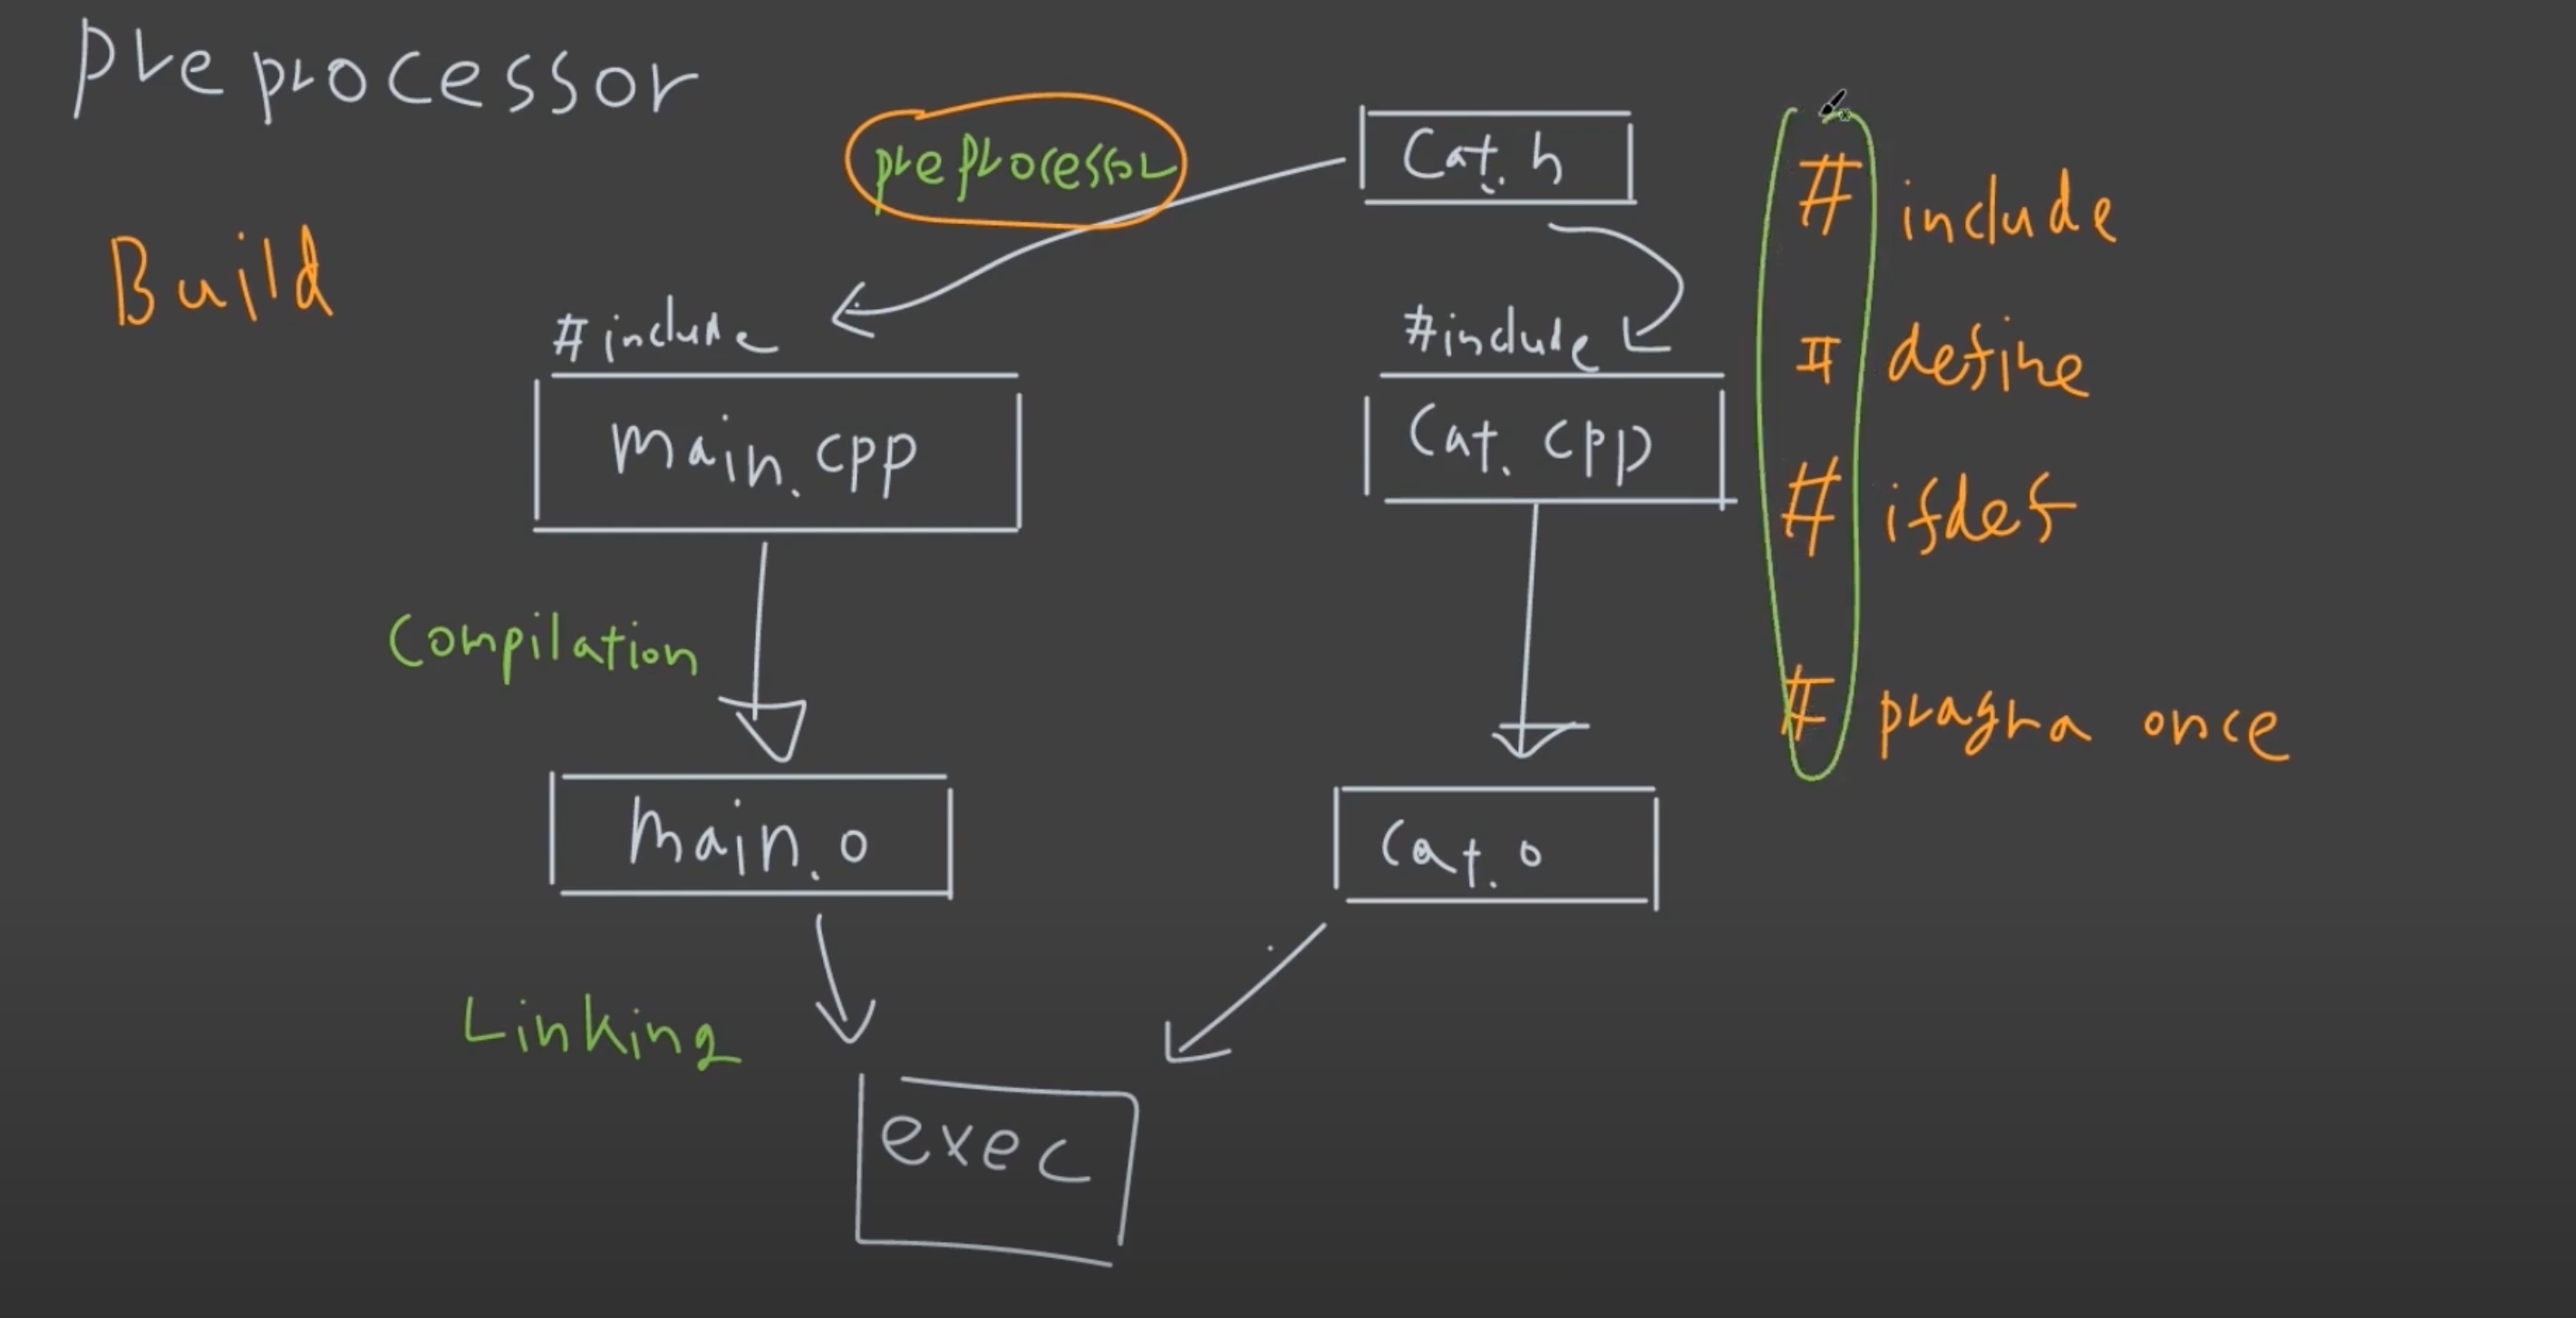 preprocessor
Build
preprocessor
Cat.h
#include
#include
main.cpp
Cat.cpp
Compilation
main.o
Cat.o
Linking
exec
# include
# define
# ifdef
# pragma once